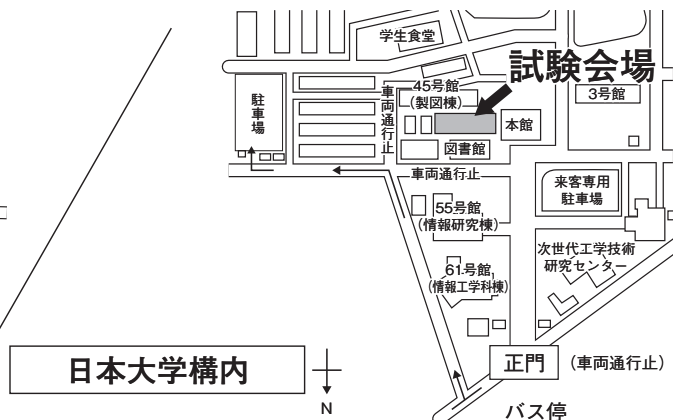 学生食堂
試験会場
45号館
(製図棟)
3号館
駐車場
車両通行止
本館
図書館
車両通行止
来客専用
駐車場
55号館
(情報研究棟)
次世代工学技術
研究センター
61号館
(情報工学科棟)
日本大学構内
N
正門
(車両通行止)
バス停